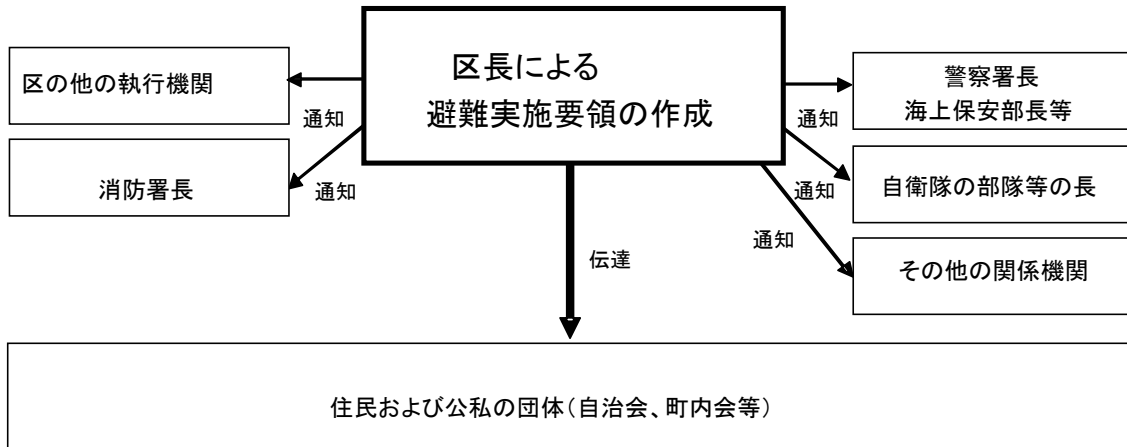 区長による
避難実施要領の作成
区の他の執行機関
通知
消防署長
通知
警察署長
海上保安部長等
通知
自衛隊の部隊等の長
通知
その他の関係機関
通知
伝達
住民および公私の団体(自治会、町内会等)